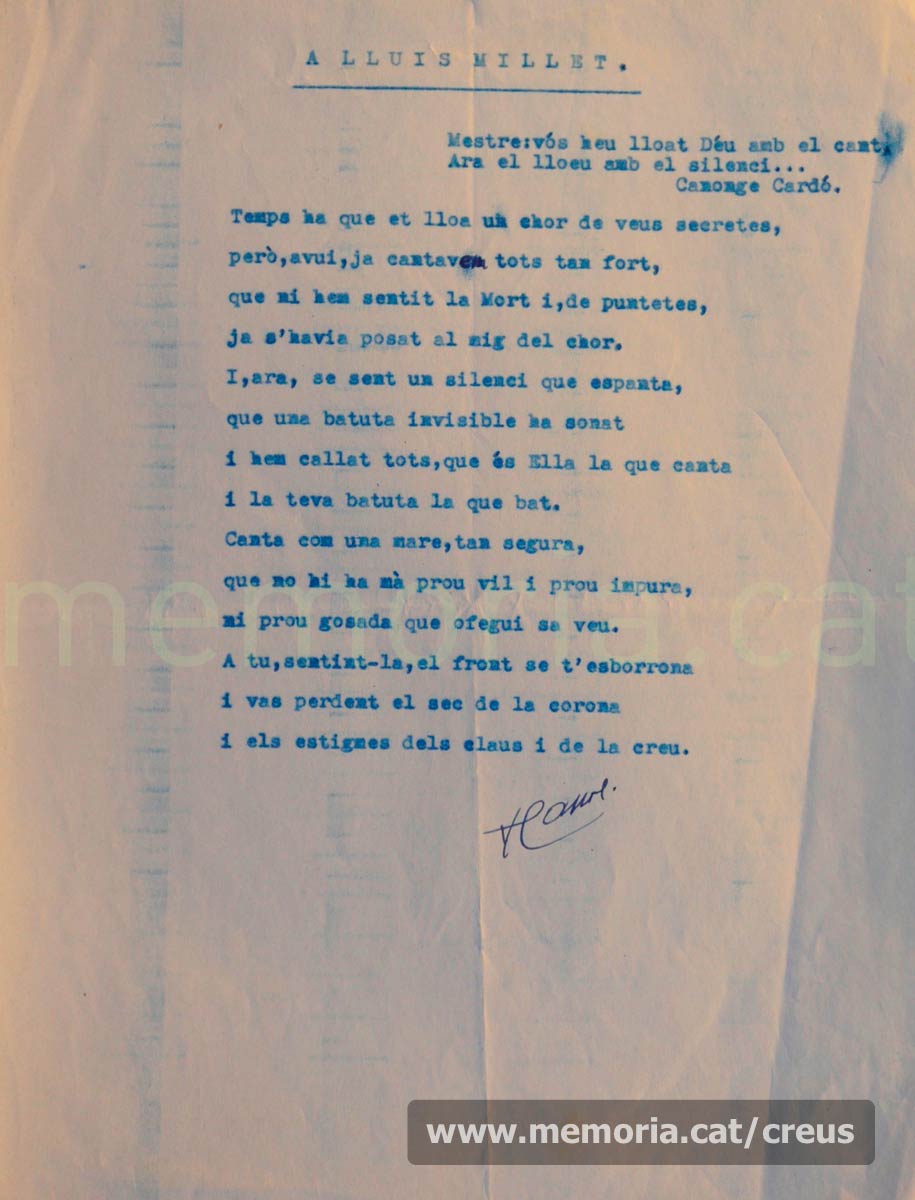 A LLUIS MILLET.
Mestre:vós heu lloat Déu amb el cant.
Ara el lloeu amb el silenci...
Canonge Cardó.
Temps ha que et lloa un chor de veus secretes,
però,avui,ja cantavem tots tan fort,
que ni hem sentit la Mort i,de puntetes,
ja s'havia posat al mig del chor.
I,ara, se sent un silenci que espanta,
que una batuta invisible ha sonat
i hem callat tots,que és Ella la que canta
i la teva batuta la que bat.
Canta com una mare,tan segura,
que no hi ha mà prou vil i prou impura,
ni prou gosada que ofegui sa veu.
A tu,sentint-la,el front se t'esborrona
i vas perdent el sec de la corona
i els estigmes dels claus i de la creu.
memoria.cat
www.memoria.cat/creus